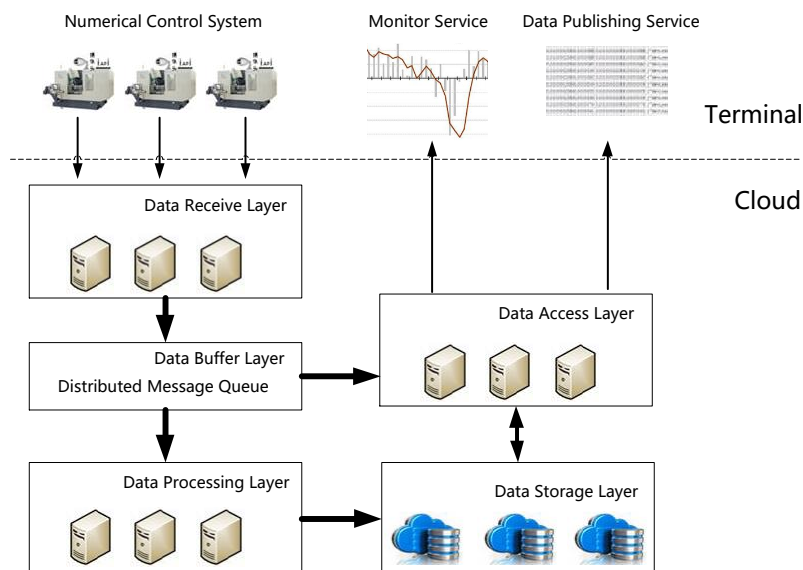 Numerical Control System
Monitor Service
Data Publishing Service
Terminal
Cloud
Data Receive Layer
Data Access Layer
Data Buffer Layer
Distributed Message Queue
Data Processing Layer
Data Storage Layer